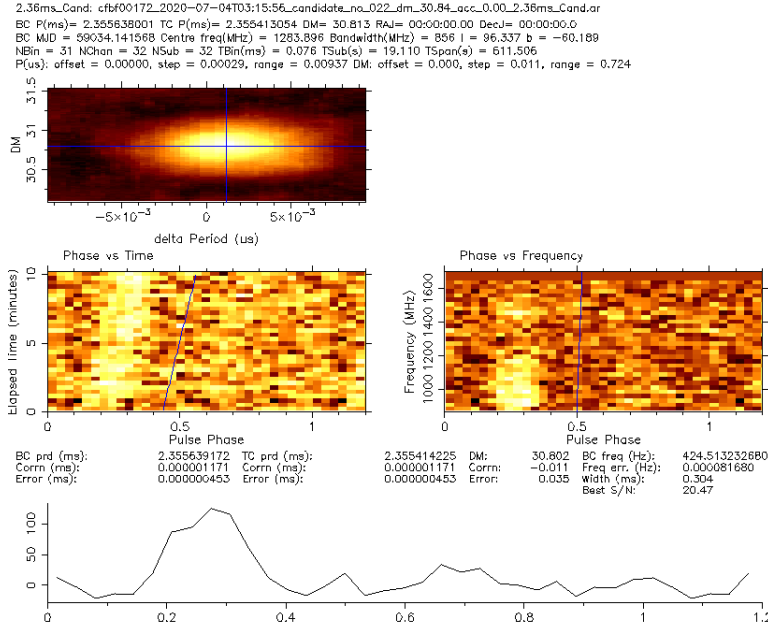 2.36ms_Cand: cfbf00172_2020-07-04T03:15:56_candidate_no_022_dm_30.84_acc_0.00_2.36ms_Cand.ar
BC P(ms)= 2.355638001 TC P(ms)= 2.355413054 DM= 30.813 RAJ= 00:00:00.00 DecJ= 00:00:00.0
BC MJD = 59034.141568 Centre freq(MHz) = 1283.896 Bandwidth(MHz) = 856 l = 96.337 b = -60.189
NBin = 31 NChan = 32 NSub = 32 TBin(ms) = 0.076 TSub(s) = 19.110 TSpan(s) = 611.506
P(us): offset = 0.00000, step = 0.00029, range = 0.00937 DM: offset = 0.000, step = 0.011, range = 0.724
31.5
31
30.5
DM
−5×10−3 0 5×10−3
delta Period (us)
Phase vs Time
10
5
0
Elapsed Time (minutes)
0 0.5 1
Pulse Phase
Phase vs Frequency
1000 1200 1400 1600
Frequency (MHz)
0 0.5 1
Pulse Phase
BC prd (ms): 2.355639172 TC prd (ms): 2.355414225 DM: 30.802 BC freq (Hz): 424.513232680
Corrn (ms): 0.000001171 Corrn (ms): 0.000001171 Corrn: −0.011 Freq err. (Hz): 0.000081680
Error (ms): 0.000000453 Error (ms): 0.000000453 Error: 0.035 Width (ms): 0.304
Best S/N: 20.47
100
50
0
0 0.2 0.4 0.6 0.8 1 1.2